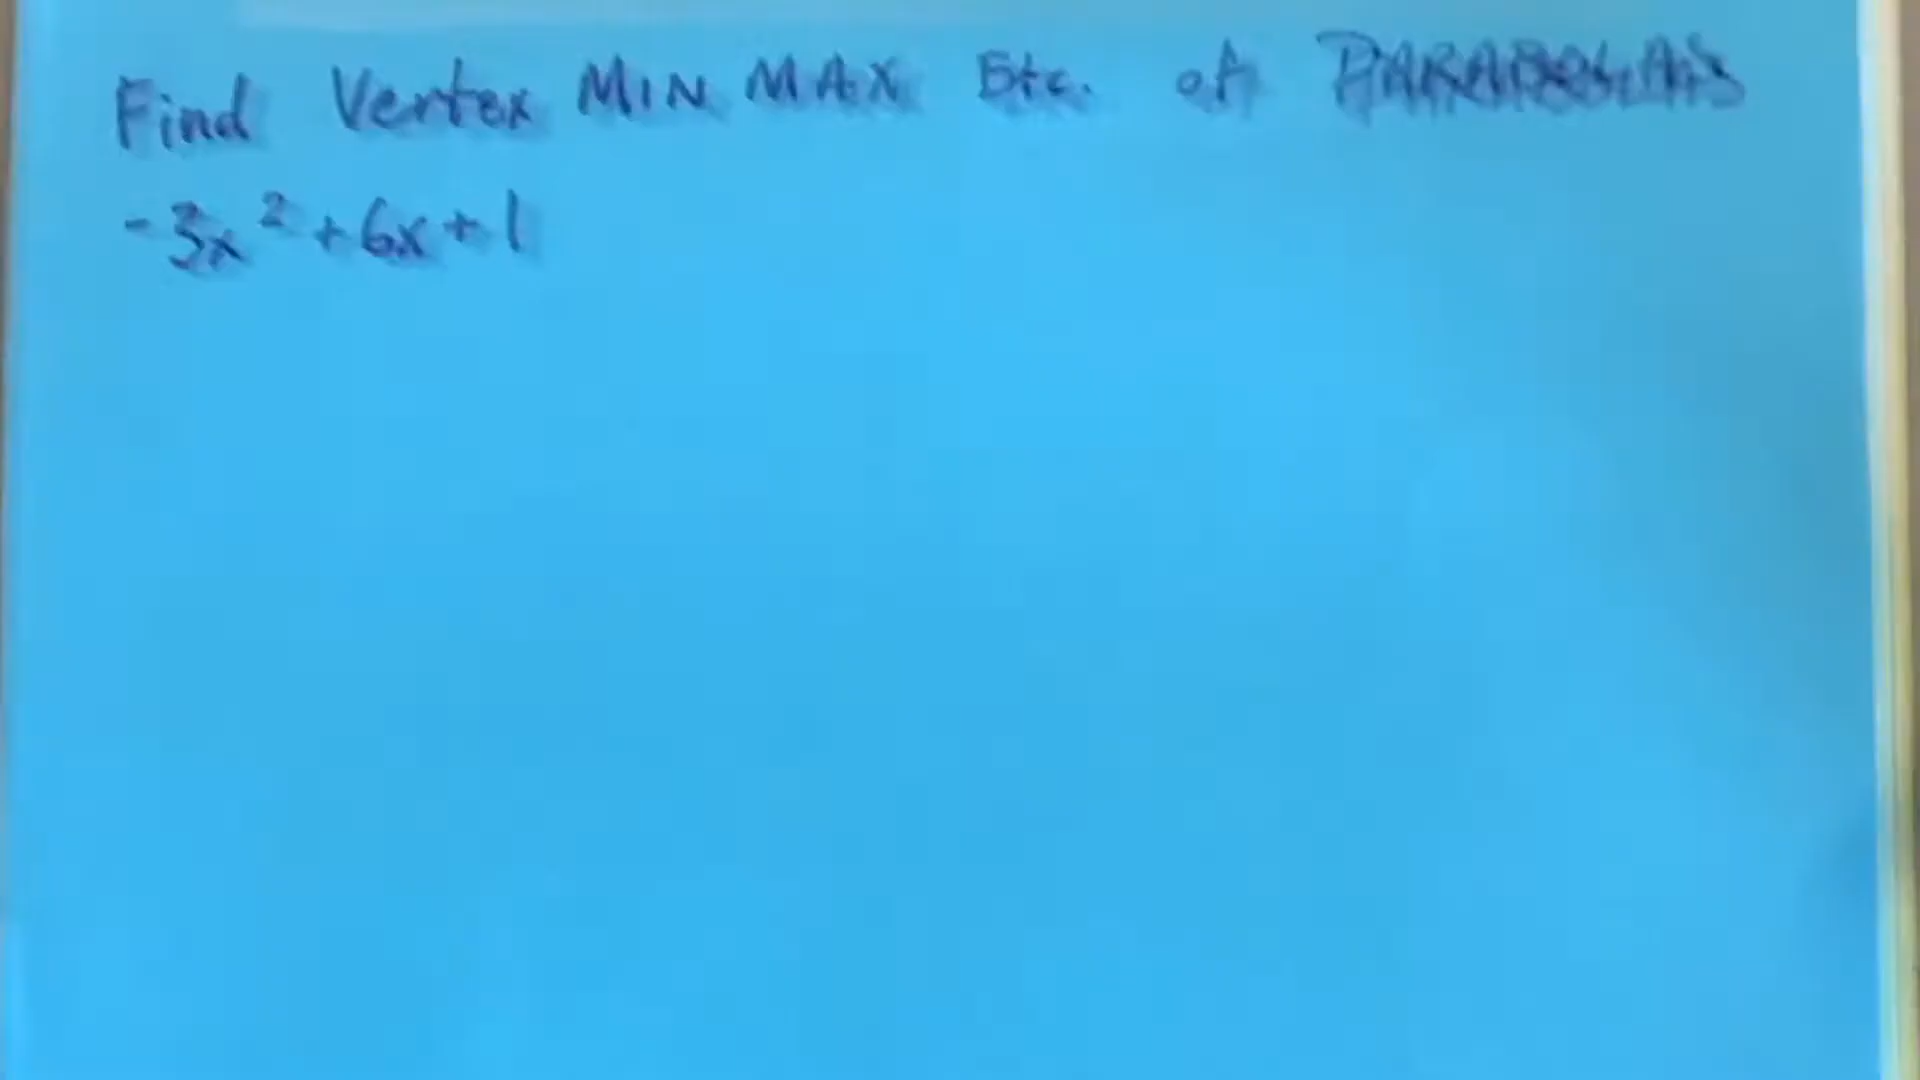 Find Vertex MIN MAX Etc. of PARABOLAS
-3x² + 6x + 1